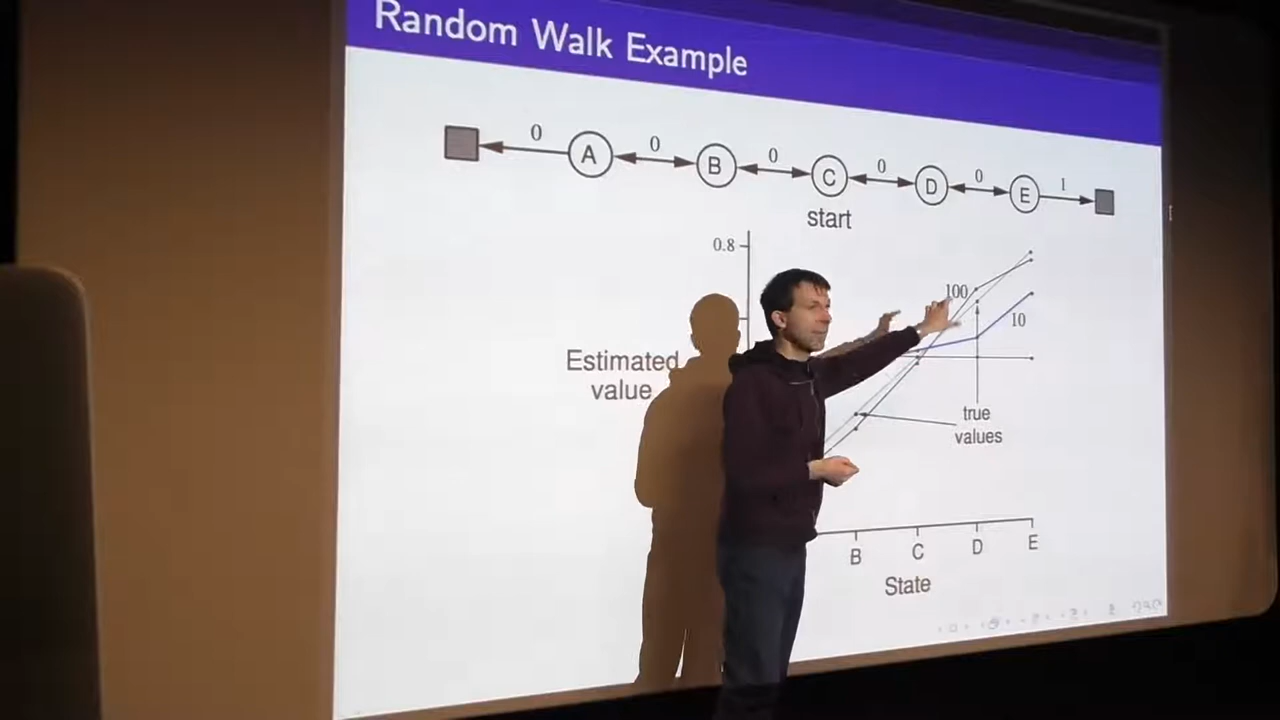 Random Walk Example
0 0 0 0 0 1
A B C D E
start
0.8
100
10
Estimated
value
true
values
B C D E
State